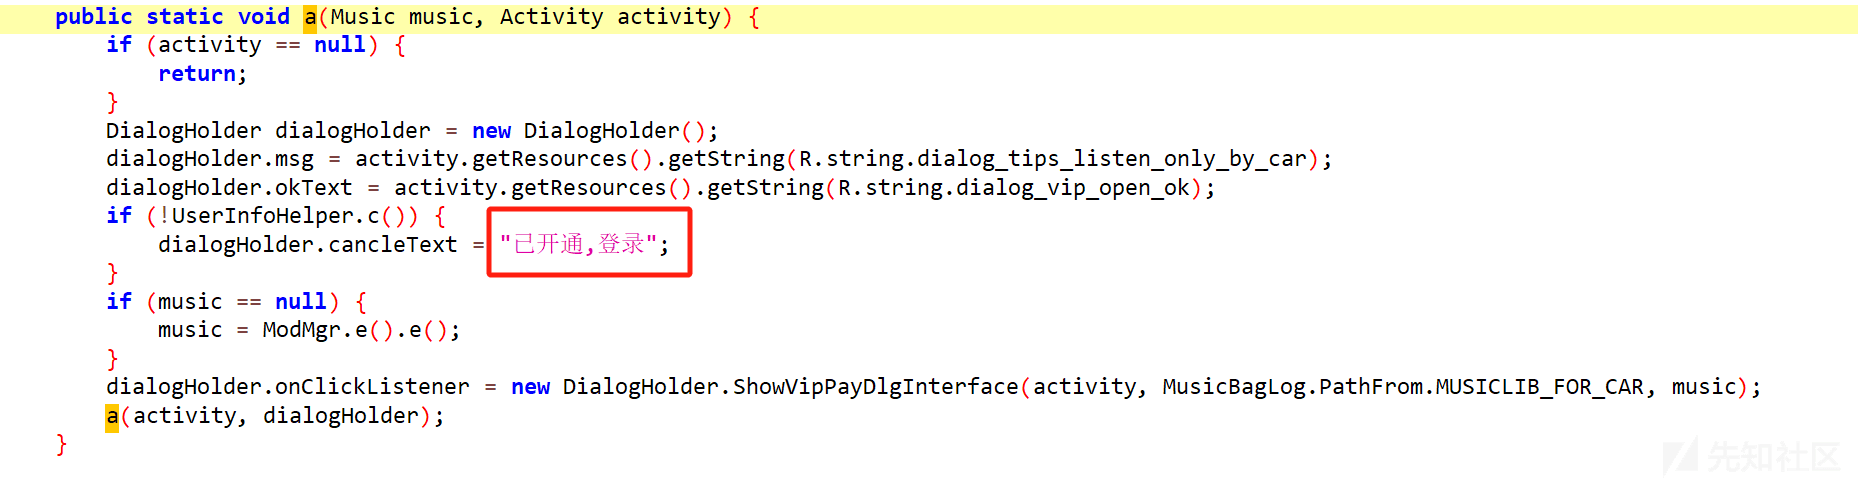 public static void a(Music music, Activity activity) {
    if (activity == null) {
        return;
    }
    DialogHolder dialogHolder = new DialogHolder();
    dialogHolder.msg = activity.getResources().getString(R.string.dialog_tips_listen_only_by_car);
    dialogHolder.okText = activity.getResources().getString(R.string.dialog_vip_open_ok);
    if (!UserInfoHelper.c()) {
        dialogHolder.cancleText = "已开通,登录";
    }
    if (music == null) {
        music = ModMgr.e().e();
    }
    dialogHolder.onClickListener = new DialogHolder.ShowVipPayDlgInterface(activity, MusicBagLog.PathFrom.MUSICLIB_FOR_CAR, music);
    a(activity, dialogHolder);
}
先知社区